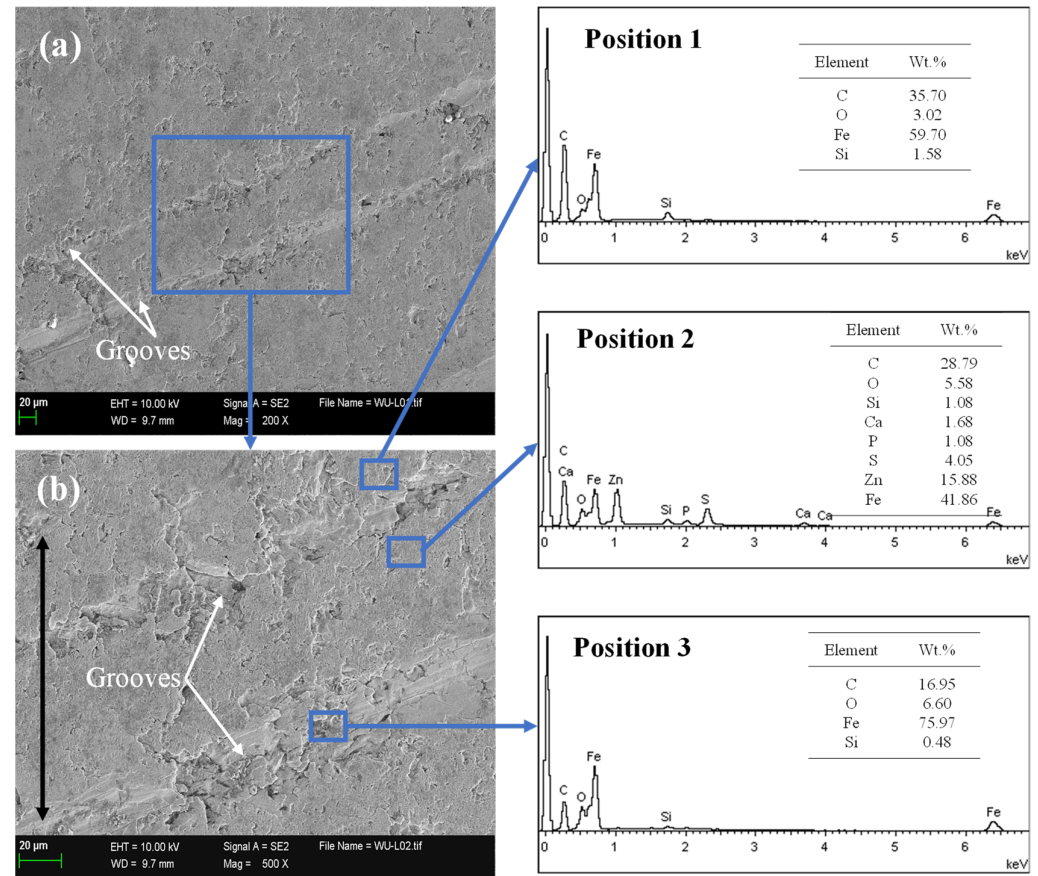 (a)
Grooves
20 µm
EHT = 10.00 kV
Signal A = SE2
WD = 9.7 mm
Mag = 200 X
(b)
Grooves
20 µm
EHT = 10.00 kV
Signal A = SE2
File Name = WU-L02.tif
WD = 9.7 mm
Mag = 500 X
Position 1
Element Wt.%
C 35.70
O 3.02
Fe 59.70
Si 1.58
C
O
Fe
Si
Fe
0 1 2 3 4 5 6
keV
Position 2
Element Wt.%
C 28.79
O 5.58
Si 1.08
Ca 1.68
P 1.08
S 4.05
Zn 15.88
Fe 41.86
C
Ca
O
Fe
Zn
Si
P
S
Ca
Ca
Fe
0 1 2 3 4 5 6
keV
Position 3
Element Wt.%
C 16.95
O 6.60
Fe 75.97
Si 0.48
C
O
Fe
Si
Fe
0 1 2 3 4 5 6
keV